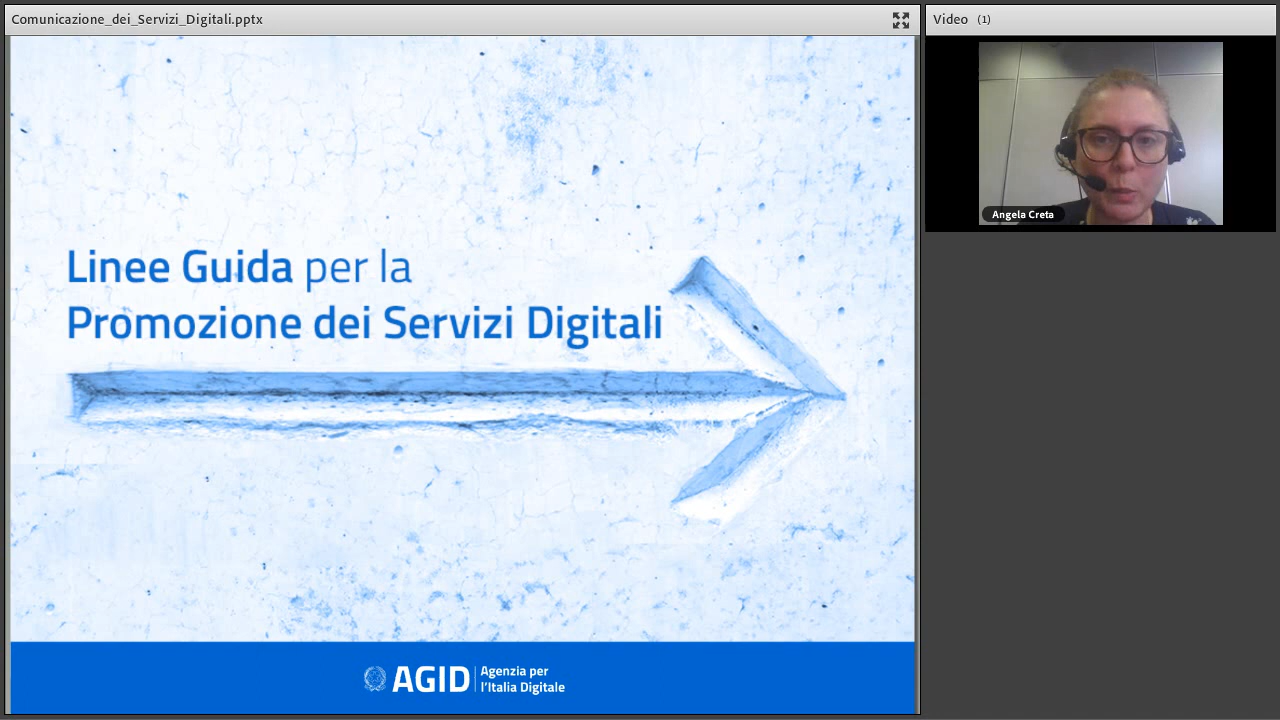 Comunicazione_dei_Servizi_Digitali.pptx
Video (1)
Angela Creta
Linee Guida per la
Promozione dei Servizi Digitali
AGID
Agenzia per
l'Italia Digitale